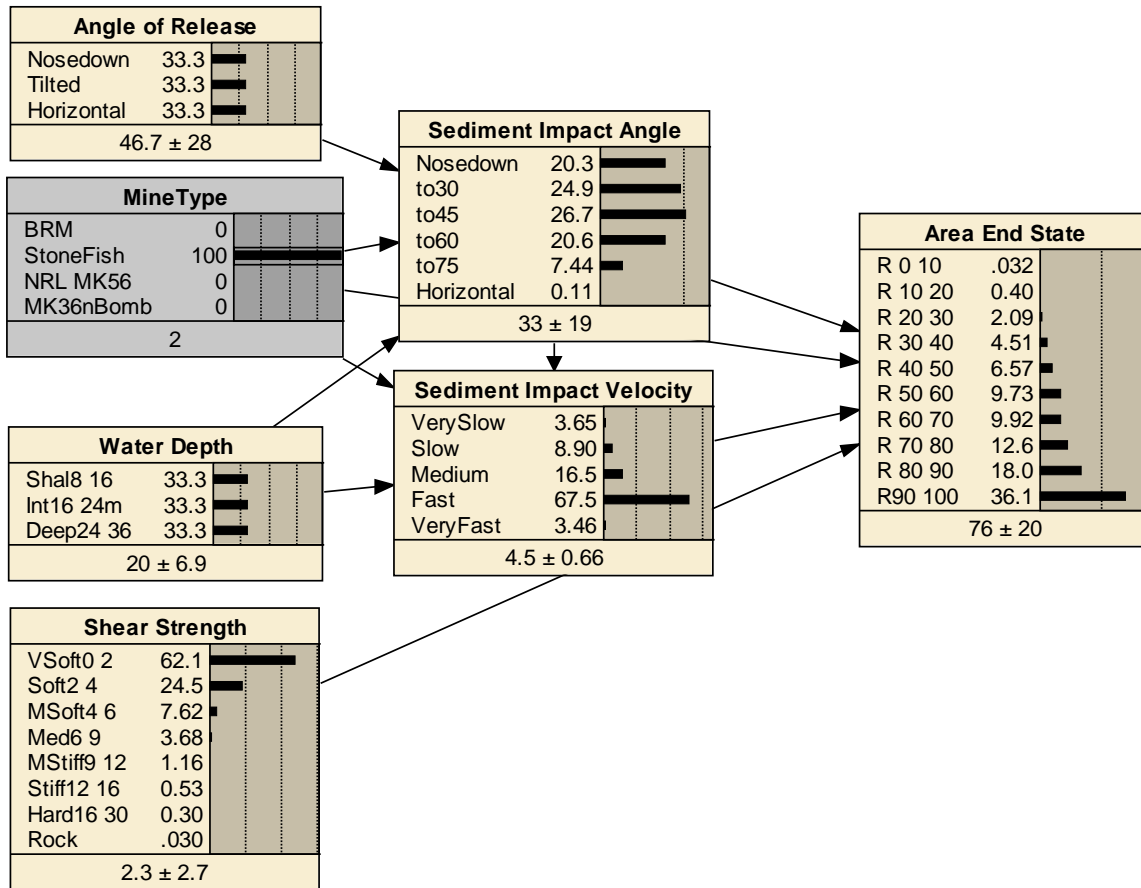 Angle of Release
Nosedown 33.3
Tilted 33.3
Horizontal 33.3
46.7 ± 28
MineType
BRM 0
StoneFish 100
NRL MK56 0
MK36nBomb 0
2
Water Depth
Shal8 16 33.3
Int16 24m 33.3
Deep24 36 33.3
20 ± 6.9
Shear Strength
VSoft0 2 62.1
Soft2 4 24.5
MSoft4 6 7.62
Med6 9 3.68
MStiff9 12 1.16
Stiff12 16 0.53
Hard16 30 0.30
Rock .030
2.3 ± 2.7
Sediment Impact Angle
Nosedown 20.3
to30 24.9
to45 26.7
to60 20.6
to75 7.44
Horizontal 0.11
33 ± 19
Sediment Impact Velocity
VerySlow 3.65
Slow 8.90
Medium 16.5
Fast 67.5
VeryFast 3.46
4.5 ± 0.66
Area End State
R 0 10 .032
R 10 20 0.40
R 20 30 2.09
R 30 40 4.51
R 40 50 6.57
R 50 60 9.73
R 60 70 9.92
R 70 80 12.6
R 80 90 18.0
R90 100 36.1
76 ± 20